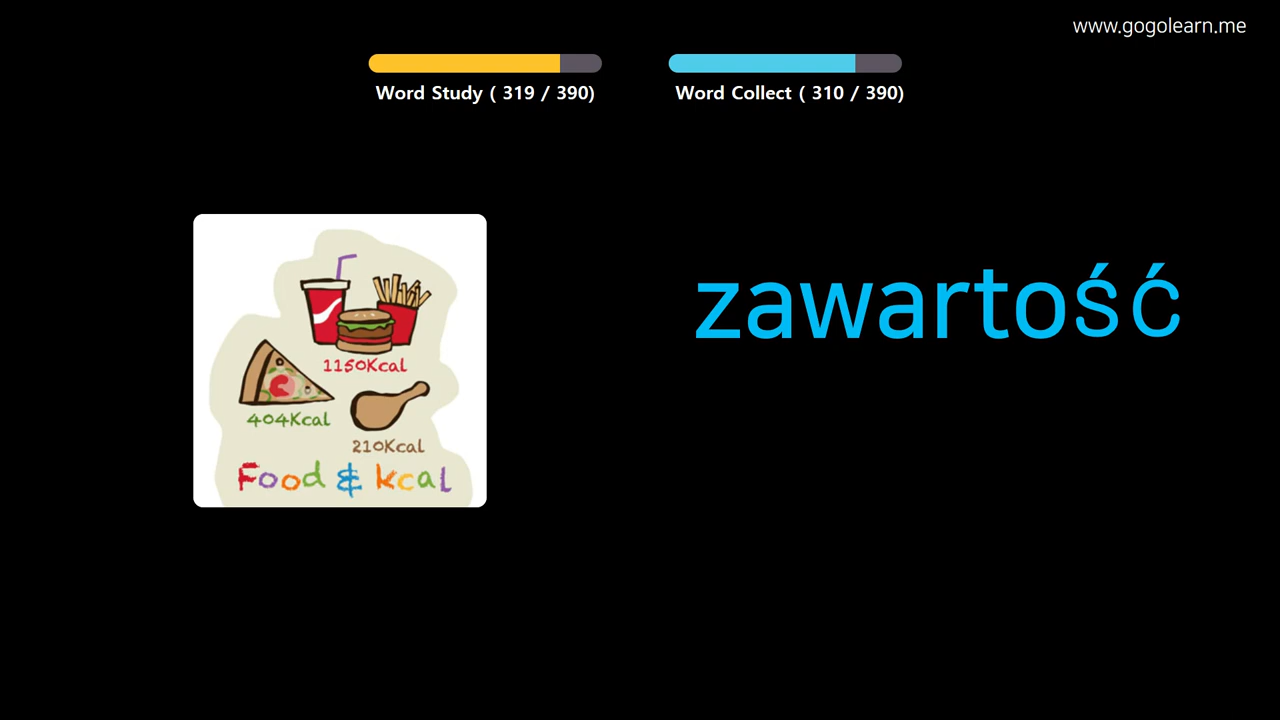 www.gogolearn.me
Word Study ( 319 / 390)
Word Collect ( 310 / 390)
zawartość
1150Kcal
404Kcal
210Kcal
Food & kcal